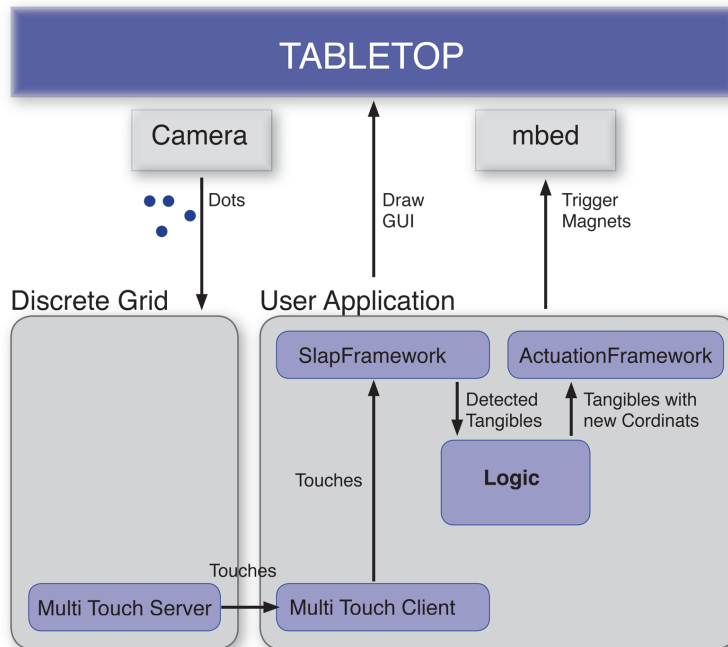 TABLETOP
Camera
mbed
Dots
Draw
GUI
Trigger
Magnets
Discrete Grid
User Application
SlapFramework
ActuationFramework
Detected
Tangibles
Tangibles with
new Cordinats
Logic
Touches
Touches
Multi Touch Server
Multi Touch Client